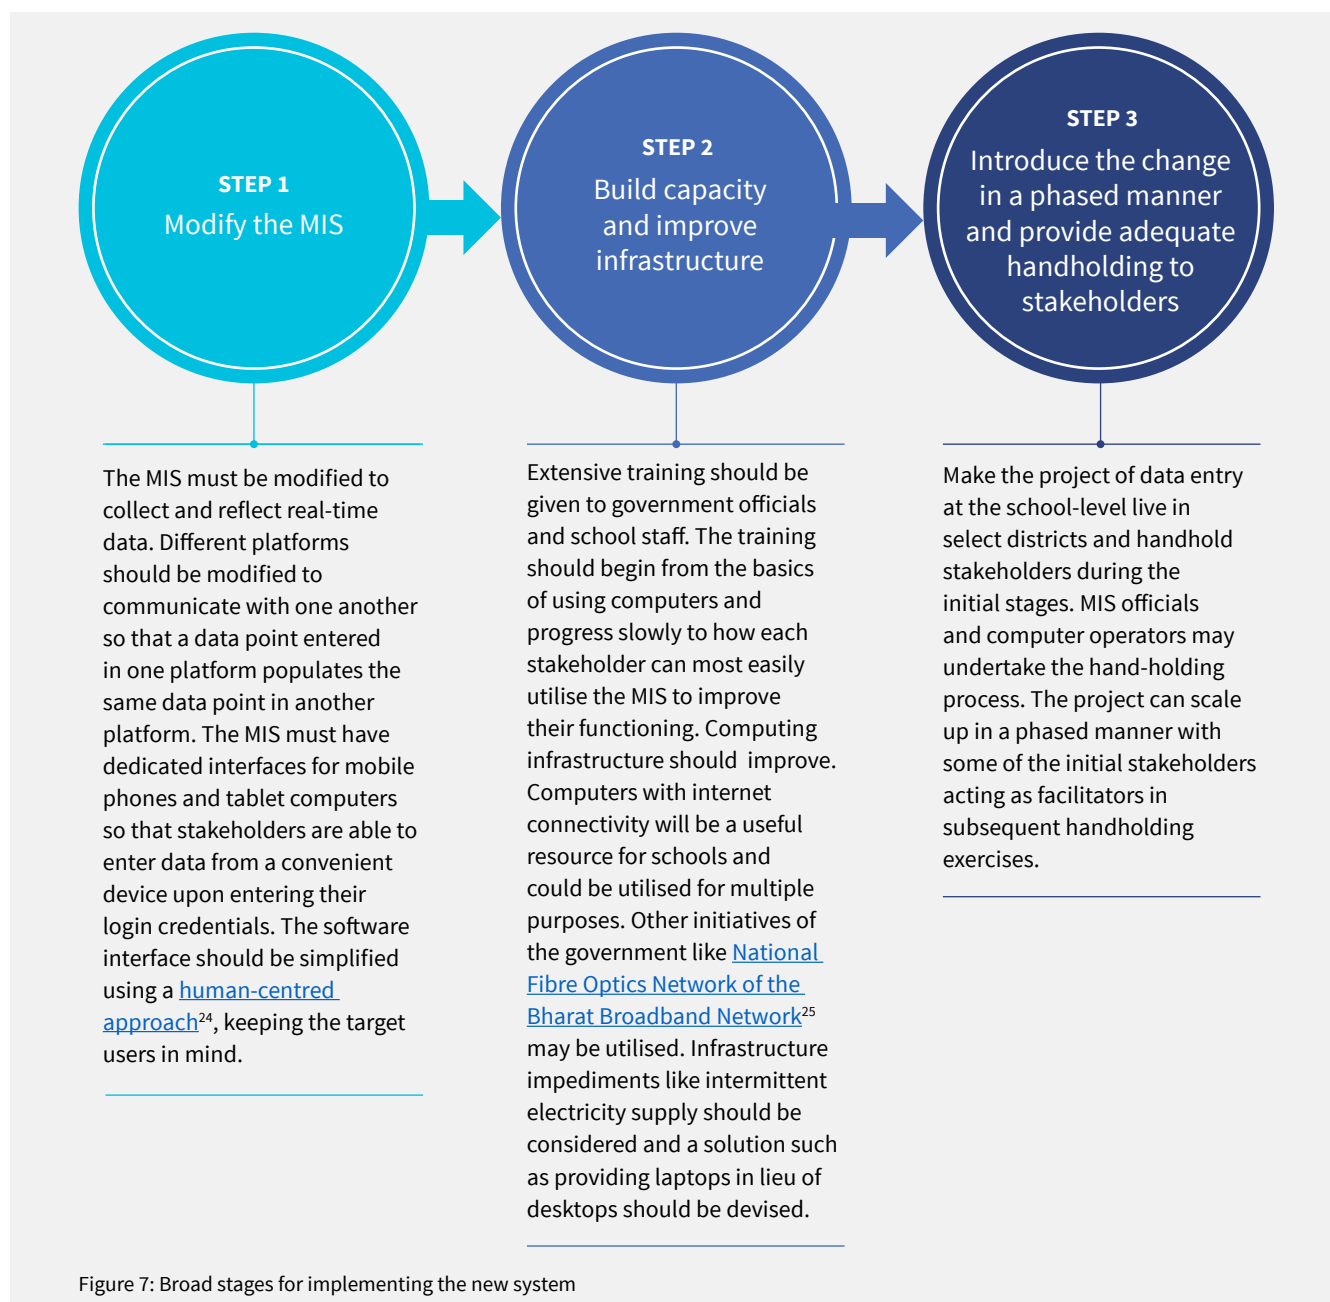 STEP 1
Modify the MIS
STEP 2
Build capacity
and improve
infrastructure
STEP 3
Introduce the change
in a phased manner
and provide adequate
handholding to
stakeholders
The MIS must be modified to
collect and reflect real-time
data. Different platforms
should be modified to
communicate with one another
so that a data point entered
in one platform populates the
same data point in another
platform. The MIS must have
dedicated interfaces for mobile
phones and tablet computers
so that stakeholders are able to
enter data from a convenient
device upon entering their
login credentials. The software
interface should be simplified
using a human-centred
approach24, keeping the target
users in mind.
Extensive training should be
given to government officials
and school staff. The training
should begin from the basics
of using computers and
progress slowly to how each
stakeholder can most easily
utilise the MIS to improve
their functioning. Computing
infrastructure should improve.
Computers with internet
connectivity will be a useful
resource for schools and
could be utilised for multiple
purposes. Other initiatives of
the government like National
Fibre Optics Network of the
Bharat Broadband Network25
may be utilised. Infrastructure
impediments like intermittent
electricity supply should be
considered and a solution such
as providing laptops in lieu of
desktops should be devised.
Make the project of data entry
at the school-level live in
select districts and handhold
stakeholders during the
initial stages. MIS officials
and computer operators may
undertake the hand-holding
process. The project can scale
up in a phased manner with
some of the initial stakeholders
acting as facilitators in
subsequent handholding
exercises.
Figure 7: Broad stages for implementing the new system